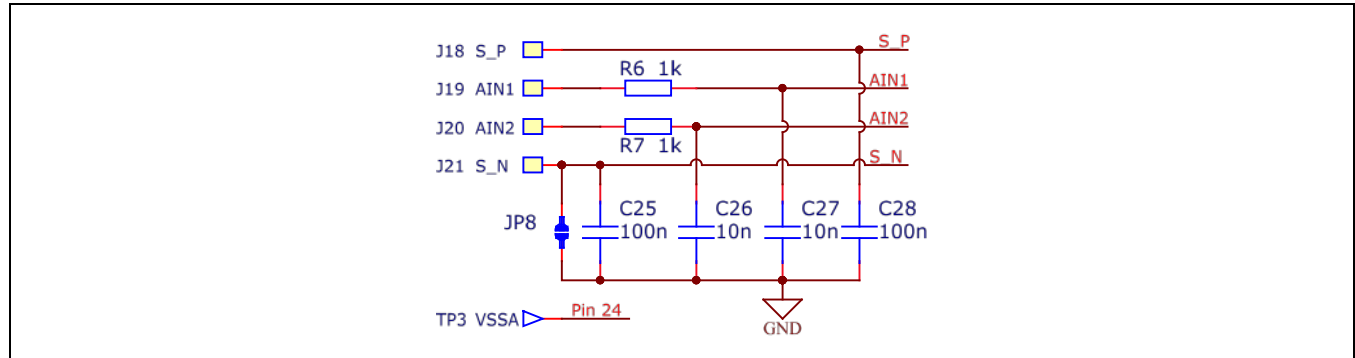 J18 S_P S_P
R6 1k
J19 AIN1 AIN1
J20 AIN2 AIN2
R7 1k
J21 S_N S_N
JP8 C25 C26 C27 C28
100n 10n 10n 100n
TP3 VSSA Pin 24
GND